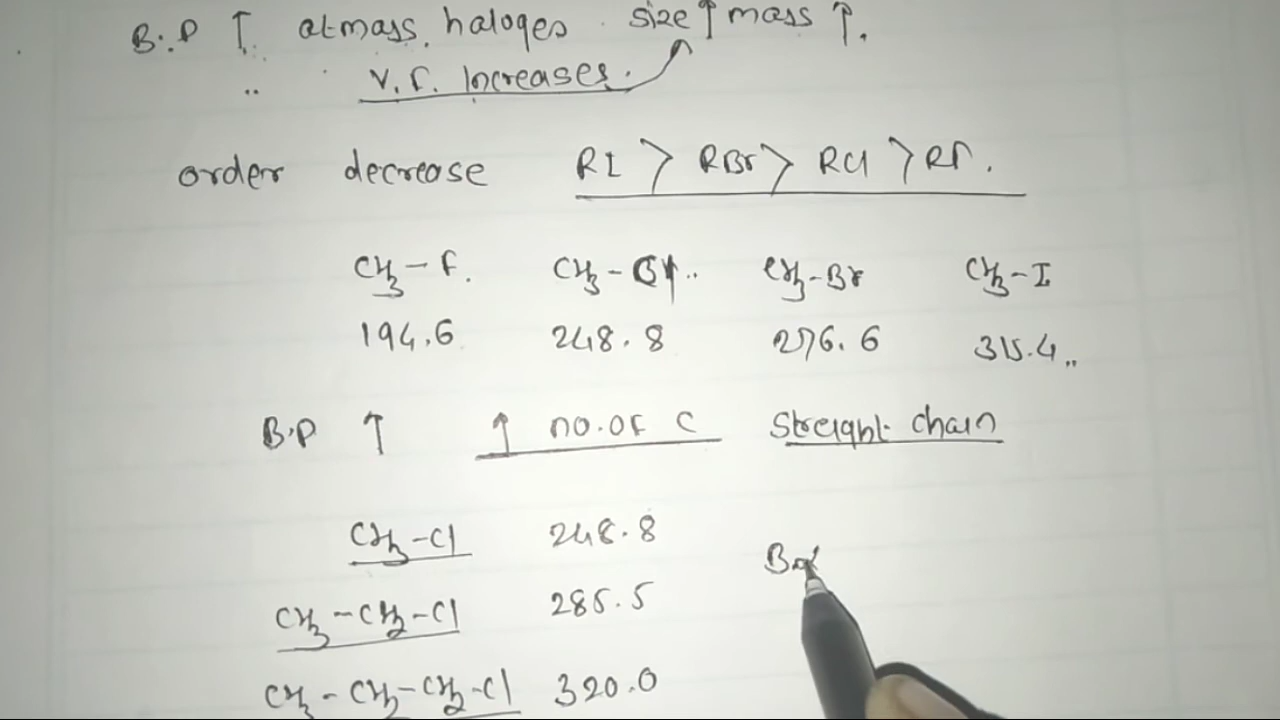 B.P ↑ at mass haloges size ↑ mass ↑.
" V.F. Increases.
order decrease RI > RBr > RCl > RF.
CH3 - F. CH3 - Cl CH3 - Br CH3 - I
194.6 248.8 276.6 315.4
B.P ↑ ↑ no. of C Streight chain
CH3 - Cl 248.8
CH3 - CH2 - Cl 285.5
CH3 - CH2 - CH2 - Cl 320.0